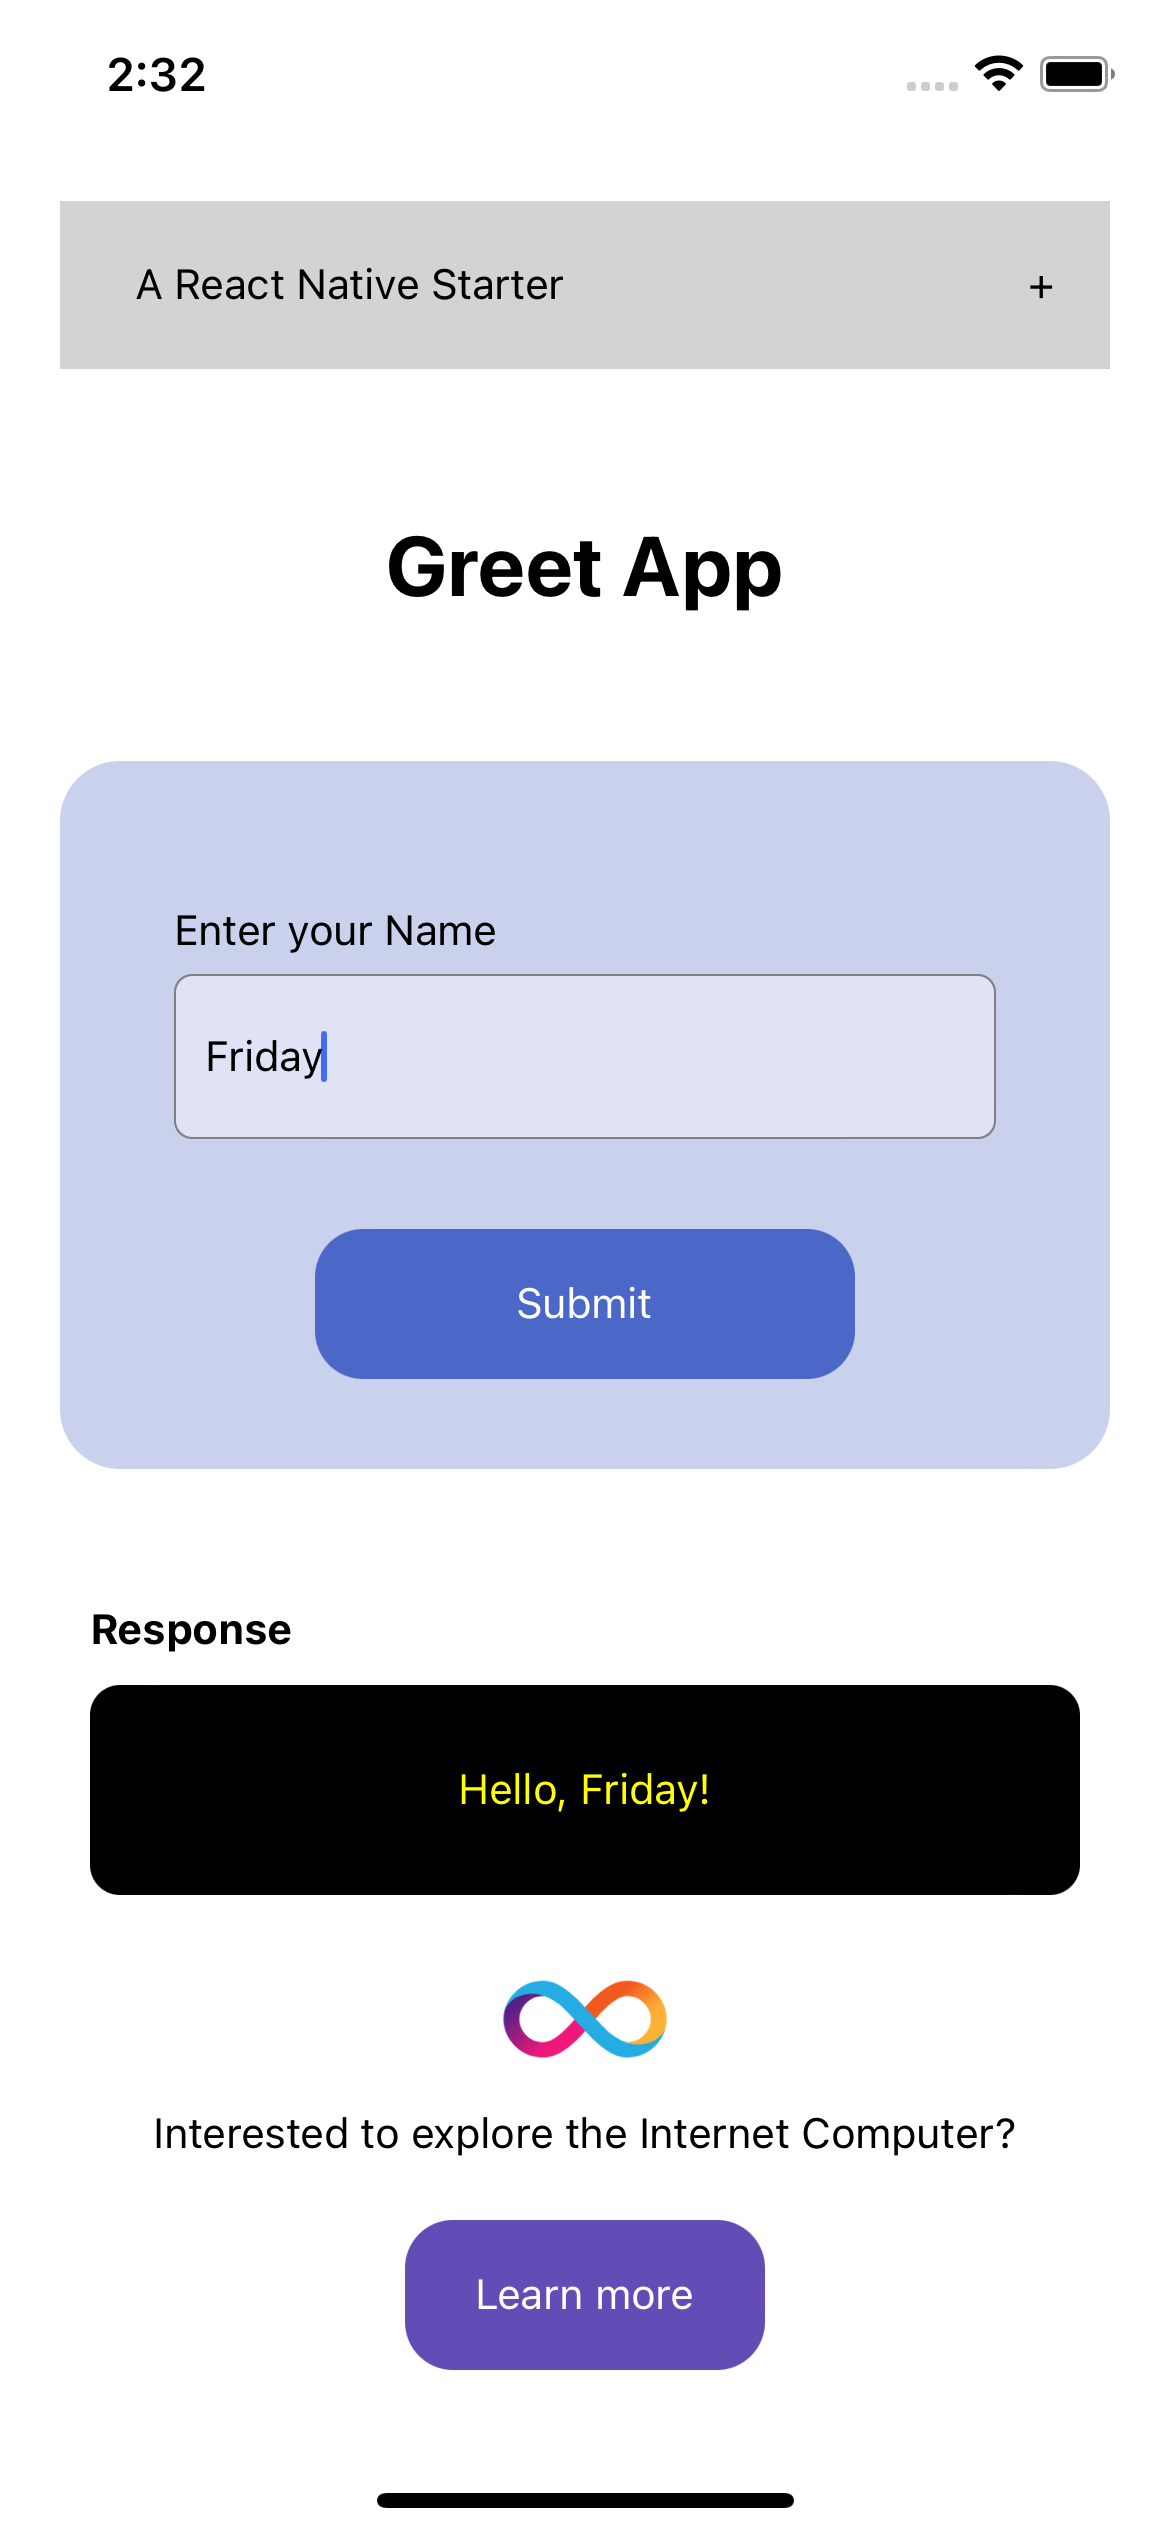 2:32
A React Native Starter +
Greet App
Enter your Name
Friday
Submit
Response
Hello, Friday!
Interested to explore the Internet Computer?
Learn more